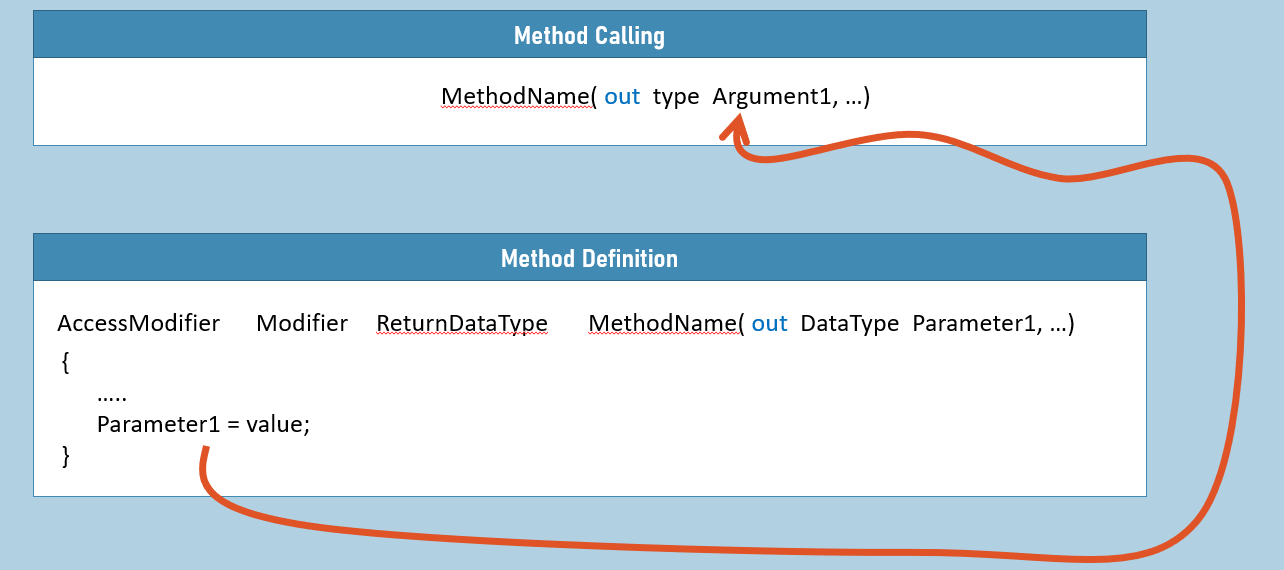 Method Calling
MethodName( out type Argument1, …)
Method Definition
AccessModifier Modifier ReturnDataType MethodName( out DataType Parameter1, …)
{
…..
Parameter1 = value;
}